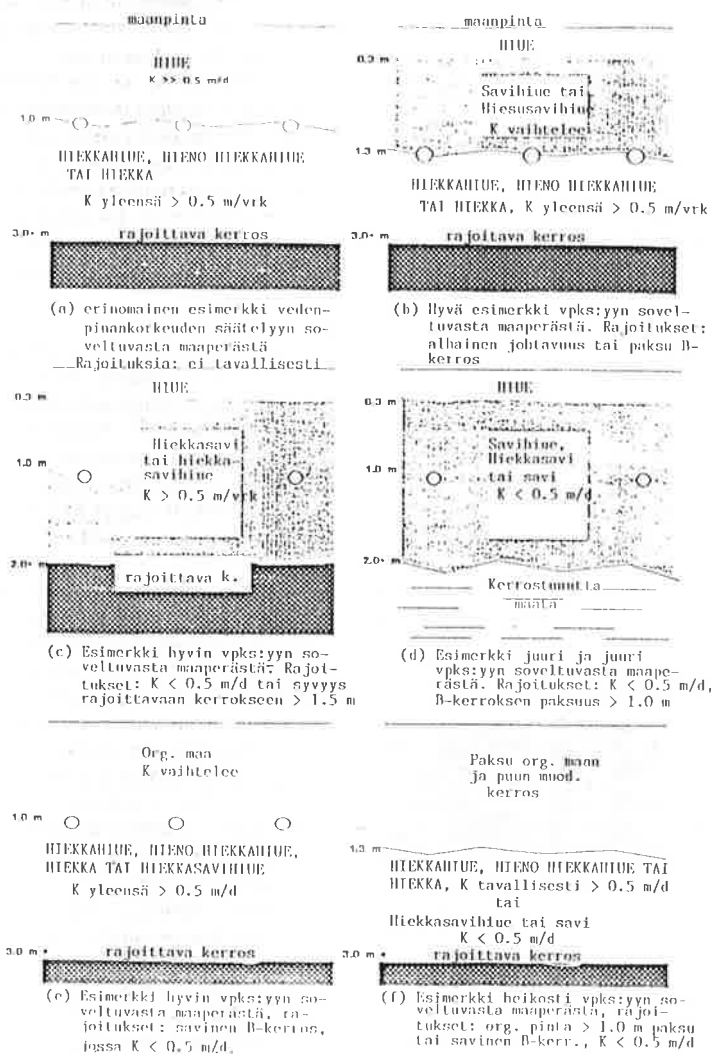 maanpinta
HIUE
K >> 0.5 m/d
1.0 m
HIEKKAHIUE, HIENO HIEKKAHIUE
TAI HIEKKA
K yleensä > 0.5 m/vrk
3.0 m
rajoittava kerros
(a) erinomainen esimerkki veden-
pinankorkeuden säätelyyn so-
veltuvasta maaperästä
Rajoituksia: ei tavallisesti
maanpinta
HIUE
0.3 m
Savihiue tai
Hiesusavihiue
K vaihtelee
1.3 m
HIEKKAHIUE, HIENO HIEKKAHIUE
TAI HIEKKA, K yleensä > 0.5 m/vrk
3.0 m
rajoitava kerros
(b) Hyvä esimerkki vpks:yyn sovel-
tuvasta maaperästä. Rajoitukset:
alhainen johtavuus tai paksu B-
kerros
HIUE
0.3 m
Hiekkasavi
tai hiekka-
savihiue
K > 0.5 m/vrk
1.0 m
2.0 m
rajoittava k.
(c) Esimerkki hyvin vpks:yyn so-
veltuvasta maaperästä. Rajoi-
tukset: K < 0.5 m/d tai syvyys
rajoittavaan kerrokseen > 1.5 m
HIUE
0.3 m
Savihiue,
Hiekkasavi
tai savi
K < 0.5 m/d
1.0 m
2.0 m
Kerrostunutta
maata
(d) Esimerkki juuri ja juuri
vpks:yyn soveltuvasta maape-
rästä. Rajoitukset: K < 0.5 m/d,
B-kerroksen paksuus > 1.0 m
Org. maa
K vaihtelee
1.0 m
HIEKKAHIUE, HIENO HIEKKAHIUE,
HIEKKA TAI HIEKKASAVIHIUE
K yleensä > 0.5 m/d
3.0 m
rajoittava kerros
(e) Esimerkki hyvin vpks:yyn so-
veltuvasta maaperästä, ra-
joitukset: savinen B-kerros,
jossa K < 0.5 m/d.
Paksu org. maan
ja puun muod.
kerros
1.3 m
HIEKKAHIUE, HIENO HIEKKAHIUE TAI
HIEKKA, K tavallisesti > 0.5 m/d
tai
Hiekkasavihiue tai savi
K < 0.5 m/d
3.0 m
rajoittava kerros
(f) Esimerkki heikosti vpks:yyn so-
veltuvasta maaperästä, rajoi-
tukset: org. pinta > 1.0 m paksu
tai savinen B-kerr., K < 0.5 m/d